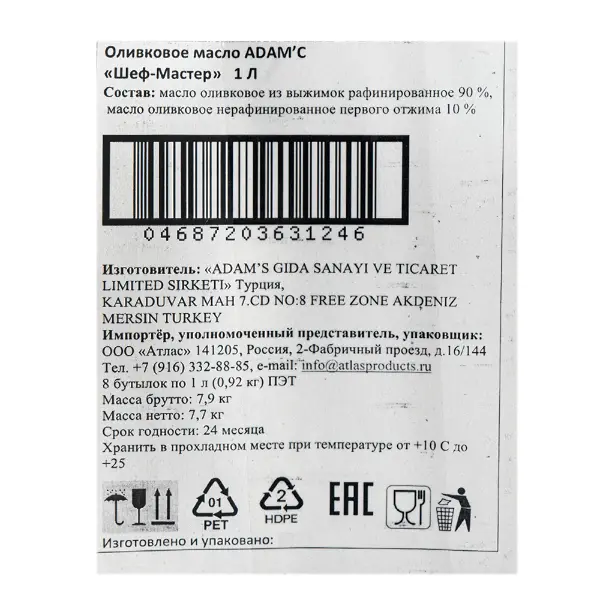 Оливковое масло ADAM’C
«Шеф-Мастер» 1 Л
Состав: масло оливковое из выжимок рафинированное 90 %,
масло оливковое нерафинированное первого отжима 10 %
04687203631246
Изготовитель: «ADAM’S GIDA SANAYI VE TICARET
LIMITED SIRKETI» Турция,
KARADUVAR MAH 7.CD NO:8 FREE ZONE AKDENIZ
MERSIN TURKEY
Импортёр, уполномоченный представитель, упаковщик:
ООО «Атлас» 141205, Россия, 2-Фабричный проезд, д.16/144
Тел. +7 (916) 332-88-85, e-mail: info@atlasproducts.ru
8 бутылок по 1 л (0,92 кг) ПЭТ
Масса брутто: 7,9 кг
Масса нетто: 7,7 кг
Срок годности: 24 месяца
Хранить в прохладном месте при температуре от +10 С до
+25
01
PET
2
HDPE
EAC
Изготовлено и упаковано: